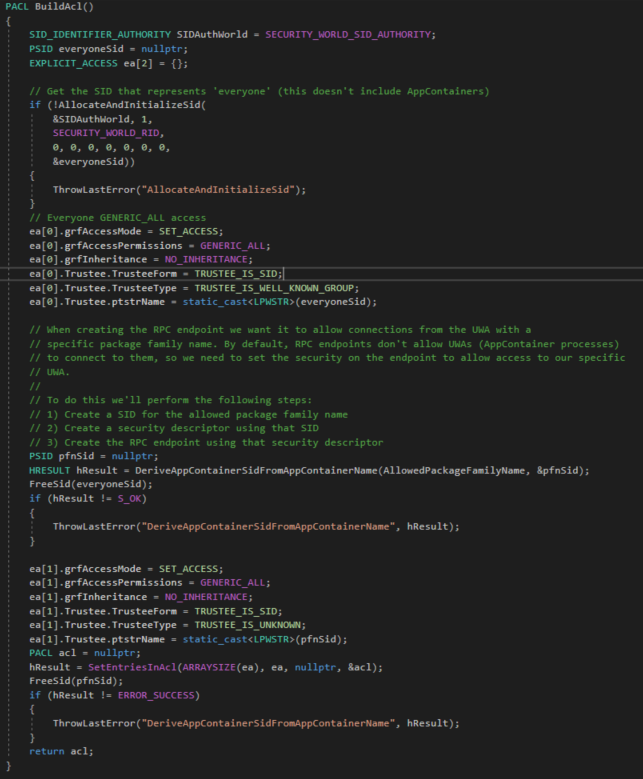 PACL BuildAcl()
{
    SID_IDENTIFIER_AUTHORITY SIDAuthWorld = SECURITY_WORLD_SID_AUTHORITY;
    PSID everyoneSid = nullptr;
    EXPLICIT_ACCESS ea[2] = {};

    // Get the SID that represents 'everyone' (this doesn't include AppContainers)
    if (!AllocateAndInitializeSid(
        &SIDAuthWorld, 1,
        SECURITY_WORLD_RID,
        0, 0, 0, 0, 0, 0, 0,
        &everyoneSid))
    {
        ThrowLastError("AllocateAndInitializeSid");
    }
    // Everyone GENERIC_ALL access
    ea[0].grfAccessMode = SET_ACCESS;
    ea[0].grfAccessPermissions = GENERIC_ALL;
    ea[0].grfInheritance = NO_INHERITANCE;
    ea[0].Trustee.TrusteeForm = TRUSTEE_IS_SID;
    ea[0].Trustee.TrusteeType = TRUSTEE_IS_WELL_KNOWN_GROUP;
    ea[0].Trustee.ptstrName = static_cast<LPWSTR>(everyoneSid);

    // When creating the RPC endpoint we want it to allow connections from the UWA with a
    // specific package family name. By default, RPC endpoints don't allow UWAs (AppContainer processes)
    // to connect to them, so we need to set the security on the endpoint to allow access to our specific
    // UWA.
    //
    // To do this we'll perform the following steps:
    // 1) Create a SID for the allowed package family name
    // 2) Create a security descriptor using that SID
    // 3) Create the RPC endpoint using that security descriptor
    PSID pfnSid = nullptr;
    HRESULT hResult = DeriveAppContainerSidFromAppContainerName(AllowedPackageFamilyName, &pfnSid);
    FreeSid(everyoneSid);
    if (hResult != S_OK)
    {
        ThrowLastError("DeriveAppContainerSidFromAppContainerName", hResult);
    }

    ea[1].grfAccessMode = SET_ACCESS;
    ea[1].grfAccessPermissions = GENERIC_ALL;
    ea[1].grfInheritance = NO_INHERITANCE;
    ea[1].Trustee.TrusteeForm = TRUSTEE_IS_SID;
    ea[1].Trustee.TrusteeType = TRUSTEE_IS_UNKNOWN;
    ea[1].Trustee.ptstrName = static_cast<LPWSTR>(pfnSid);
    PACL acl = nullptr;
    hResult = SetEntriesInAcl(ARRAYSIZE(ea), ea, nullptr, &acl);
    FreeSid(pfnSid);
    if (hResult != ERROR_SUCCESS)
    {
        ThrowLastError("DeriveAppContainerSidFromAppContainerName", hResult);
    }
    return acl;
}